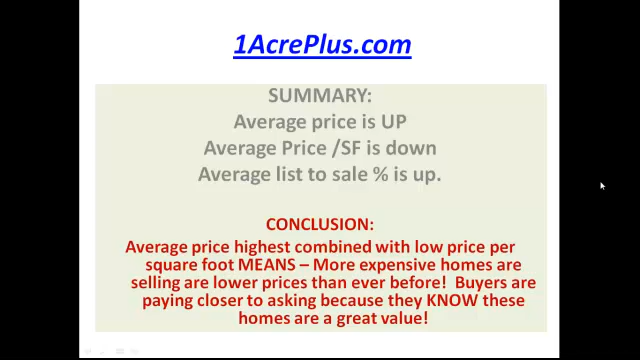 1AcrePlus.com
SUMMARY:
Average price is UP
Average Price /SF is down
Average list to sale % is up.
CONCLUSION:
Average price highest combined with low price per
square foot MEANS – More expensive homes are
selling are lower prices than ever before!  Buyers are
paying closer to asking because they KNOW these
homes are a great value!